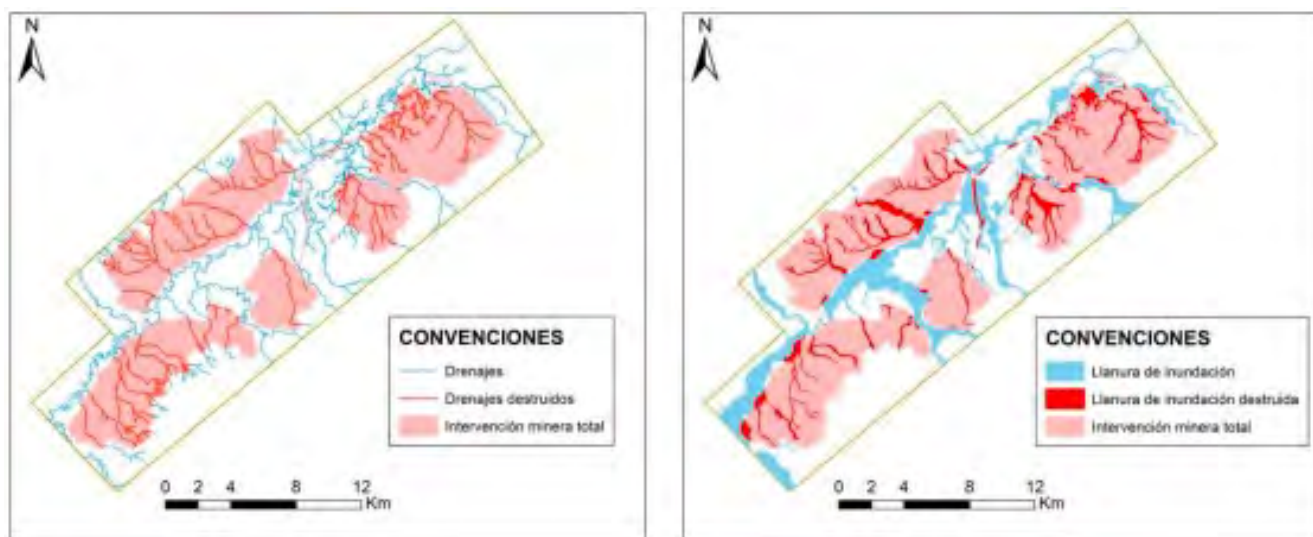 N
CONVENCIONES
Drenajes
Drenajes destruidos
Intervención minera total
0 2 4 8 12
Km
N
CONVENCIONES
Llanura de inundación
Llanura de inundación destruida
Intervención minera total
0 2 4 8 12
Km